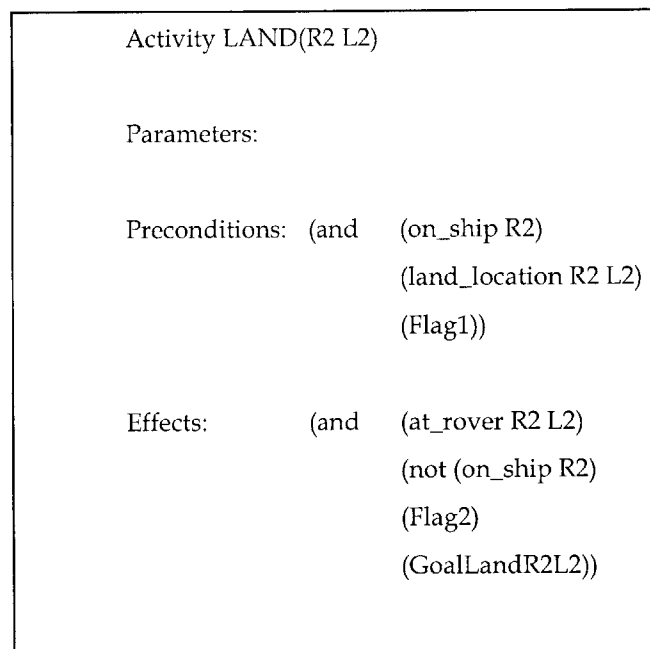 Activity LAND(R2 L2)
Parameters:
Preconditions: (and (on_ship R2)
(land_location R2 L2)
(Flag1))
Effects: (and (at_rover R2 L2)
(not (on_ship R2)
(Flag2)
(GoalLandR2L2))